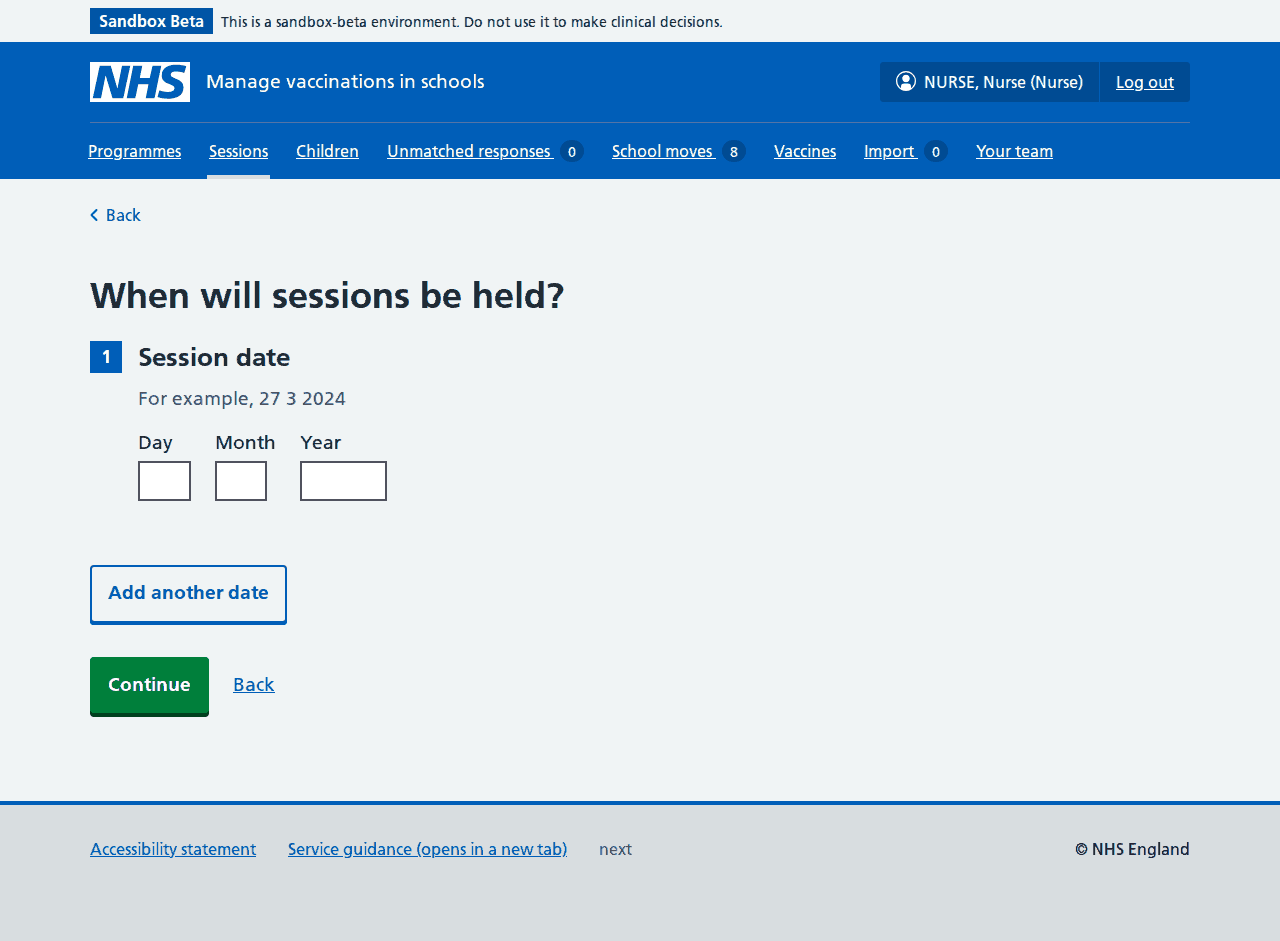 Sandbox Beta This is a sandbox-beta environment. Do not use it to make clinical decisions.
NHS Manage vaccinations in schools NURSE, Nurse (Nurse) Log out
Programmes Sessions Children Unmatched responses 0 School moves 8 Vaccines Import 0 Your team
Back
When will sessions be held?
1 Session date
For example, 27 3 2024
Day Month Year
Add another date
Continue Back
Accessibility statement Service guidance (opens in a new tab) next © NHS England